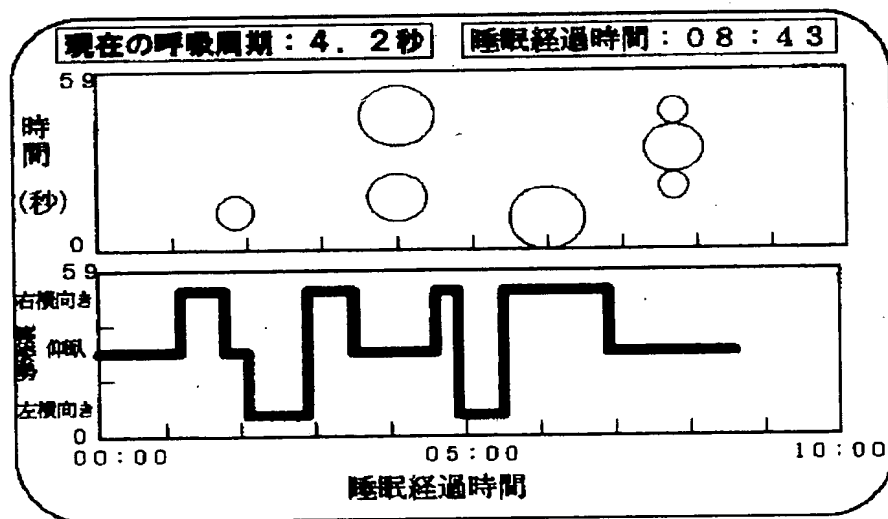 現在の呼吸周期：4．2秒
睡眠経過時間：08：43
59
時間
(秒)
0
59
右横向き
仰臥
左横向き
0
00:00
05:00
10:00
睡眠経過時間